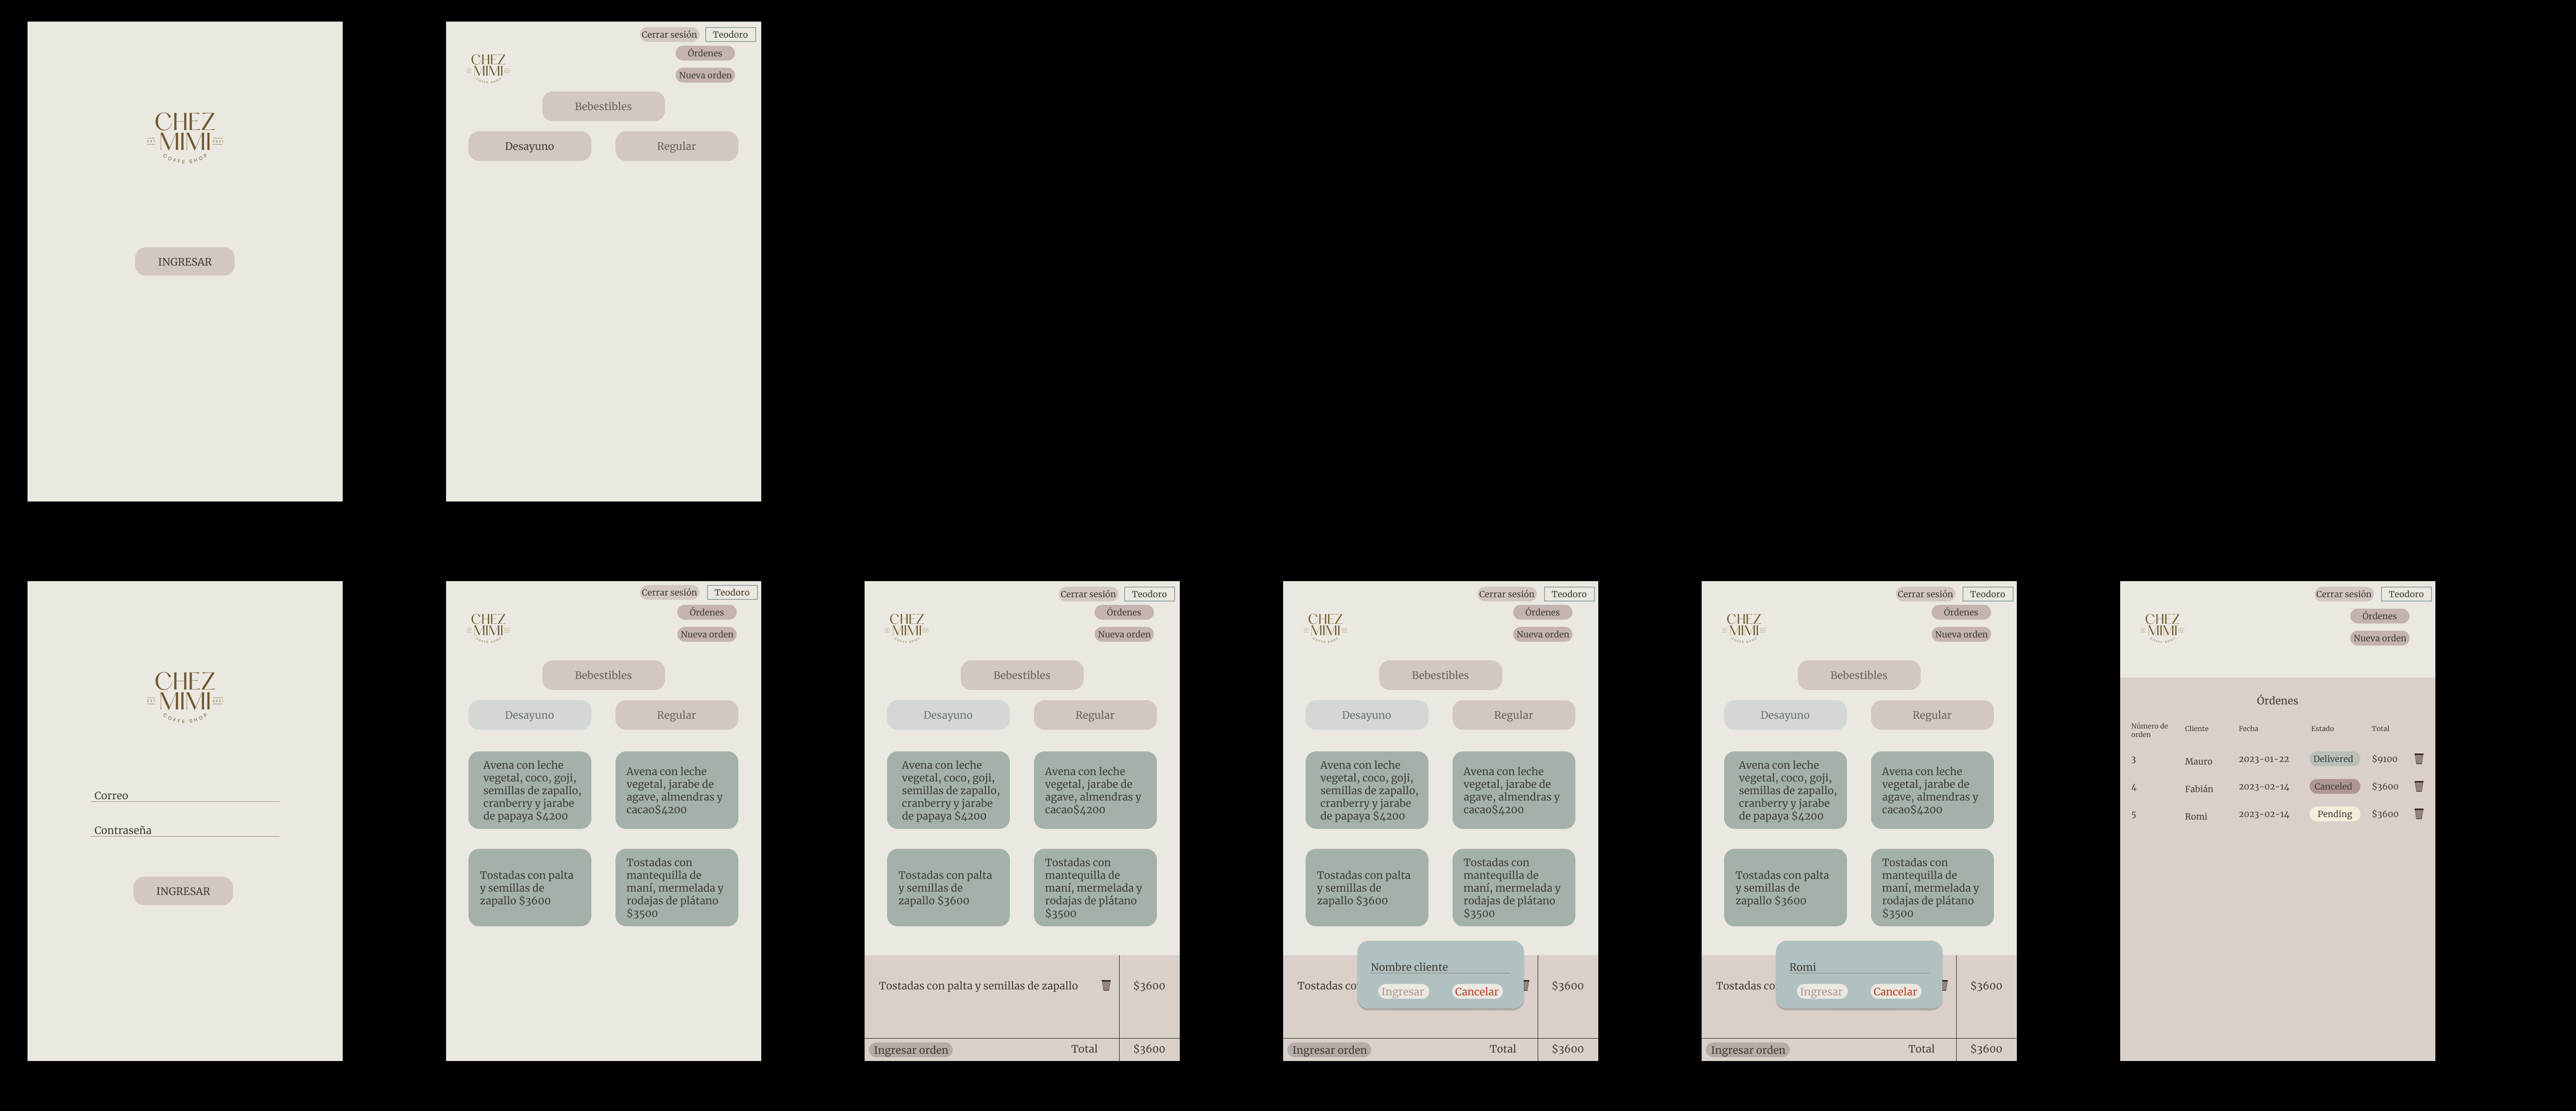 CHEZ
MIMI
COFFE SHOP
INGRESAR
Cerrar sesión
Teodoro
Órdenes
Nueva orden
CHEZ
MIMI
COFFE SHOP
Bebestibles
Desayuno
Regular
CHEZ
MIMI
COFFE SHOP
Correo
Contraseña
INGRESAR
Cerrar sesión
Teodoro
Órdenes
Nueva orden
CHEZ
MIMI
COFFE SHOP
Bebestibles
Desayuno
Regular
Avena con leche
vegetal, coco, goji,
semillas de zapallo,
cranberry y jarabe
de papaya $4200
Avena con leche
vegetal, jarabe de
agave, almendras y
cacao$4200
Tostadas con palta
y semillas de
zapallo $3600
Tostadas con
mantequilla de
maní, mermelada y
rodajas de plátano
$3500
Cerrar sesión
Teodoro
Órdenes
Nueva orden
CHEZ
MIMI
COFFE SHOP
Bebestibles
Desayuno
Regular
Avena con leche
vegetal, coco, goji,
semillas de zapallo,
cranberry y jarabe
de papaya $4200
Avena con leche
vegetal, jarabe de
agave, almendras y
cacao$4200
Tostadas con palta
y semillas de
zapallo $3600
Tostadas con
mantequilla de
maní, mermelada y
rodajas de plátano
$3500
Tostadas con palta y semillas de zapallo
$3600
Ingresar orden
Total
$3600
Cerrar sesión
Teodoro
Órdenes
Nueva orden
CHEZ
MIMI
COFFE SHOP
Bebestibles
Desayuno
Regular
Avena con leche
vegetal, coco, goji,
semillas de zapallo,
cranberry y jarabe
de papaya $4200
Avena con leche
vegetal, jarabe de
agave, almendras y
cacao$4200
Tostadas con palta
y semillas de
zapallo $3600
Tostadas con
mantequilla de
maní, mermelada y
rodajas de plátano
$3500
Nombre cliente
Ingresar
Cancelar
Tostadas co
$3600
Ingresar orden
Total
$3600
Cerrar sesión
Teodoro
Órdenes
Nueva orden
CHEZ
MIMI
COFFE SHOP
Bebestibles
Desayuno
Regular
Avena con leche
vegetal, coco, goji,
semillas de zapallo,
cranberry y jarabe
de papaya $4200
Avena con leche
vegetal, jarabe de
agave, almendras y
cacao$4200
Tostadas con palta
y semillas de
zapallo $3600
Tostadas con
mantequilla de
maní, mermelada y
rodajas de plátano
$3500
Romi
Ingresar
Cancelar
Tostadas co
$3600
Ingresar orden
Total
$3600
Cerrar sesión
Teodoro
Órdenes
Nueva orden
CHEZ
MIMI
COFFE SHOP
Órdenes
Número de
orden
Cliente
Fecha
Estado
Total
3 Mauro 2023-01-22 Delivered $9100
4 Fabián 2023-02-14 Canceled $3600
5 Romi 2023-02-14 Pending $3600